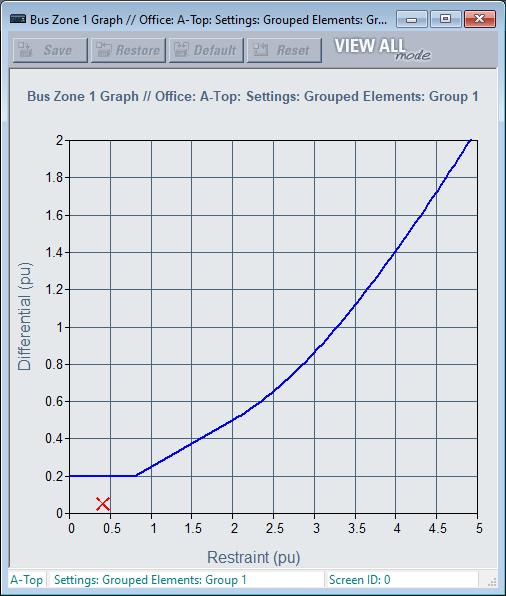 Bus Zone 1 Graph // Office: A-Top: Settings: Grouped Elements: Gr...
Save Restore Default Reset VIEW ALL mode
Bus Zone 1 Graph // Office: A-Top: Settings: Grouped Elements: Group 1
2
1.8
1.6
1.4
1.2
1
0.8
0.6
0.4
0.2
0
Differential (pu)
0 0.5 1 1.5 2 2.5 3 3.5 4 4.5 5
Restraint (pu)
A-Top Settings: Grouped Elements: Group 1 Screen ID: 0